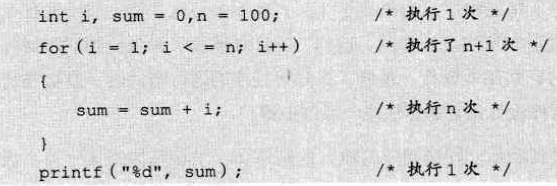 int i, sum = 0,n = 100; /* 执行1次 */
for(i = 1; i < = n; i++) /* 执行了n+1次 */
{
sum = sum + i; /* 执行n次 */
}
printf("%d", sum); /* 执行1次 */